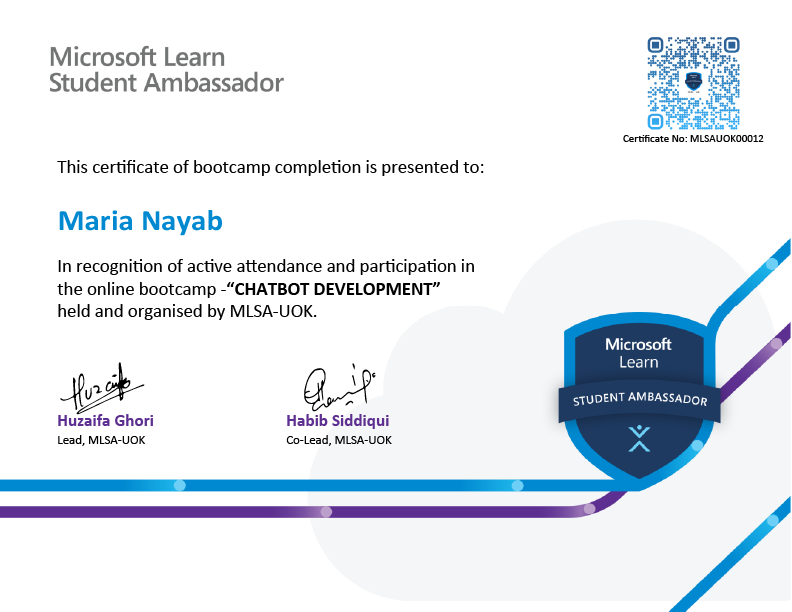 Microsoft Learn
Student Ambassador
Certificate No: MLSAUOK00012
This certificate of bootcamp completion is presented to:
Maria Nayab
In recognition of active attendance and participation in
the online bootcamp -“CHATBOT DEVELOPMENT”
held and organised by MLSA-UOK.
Huzaifa Ghori
Lead, MLSA-UOK
Habib Siddiqui
Co-Lead, MLSA-UOK
Microsoft
Learn
STUDENT AMBASSADOR